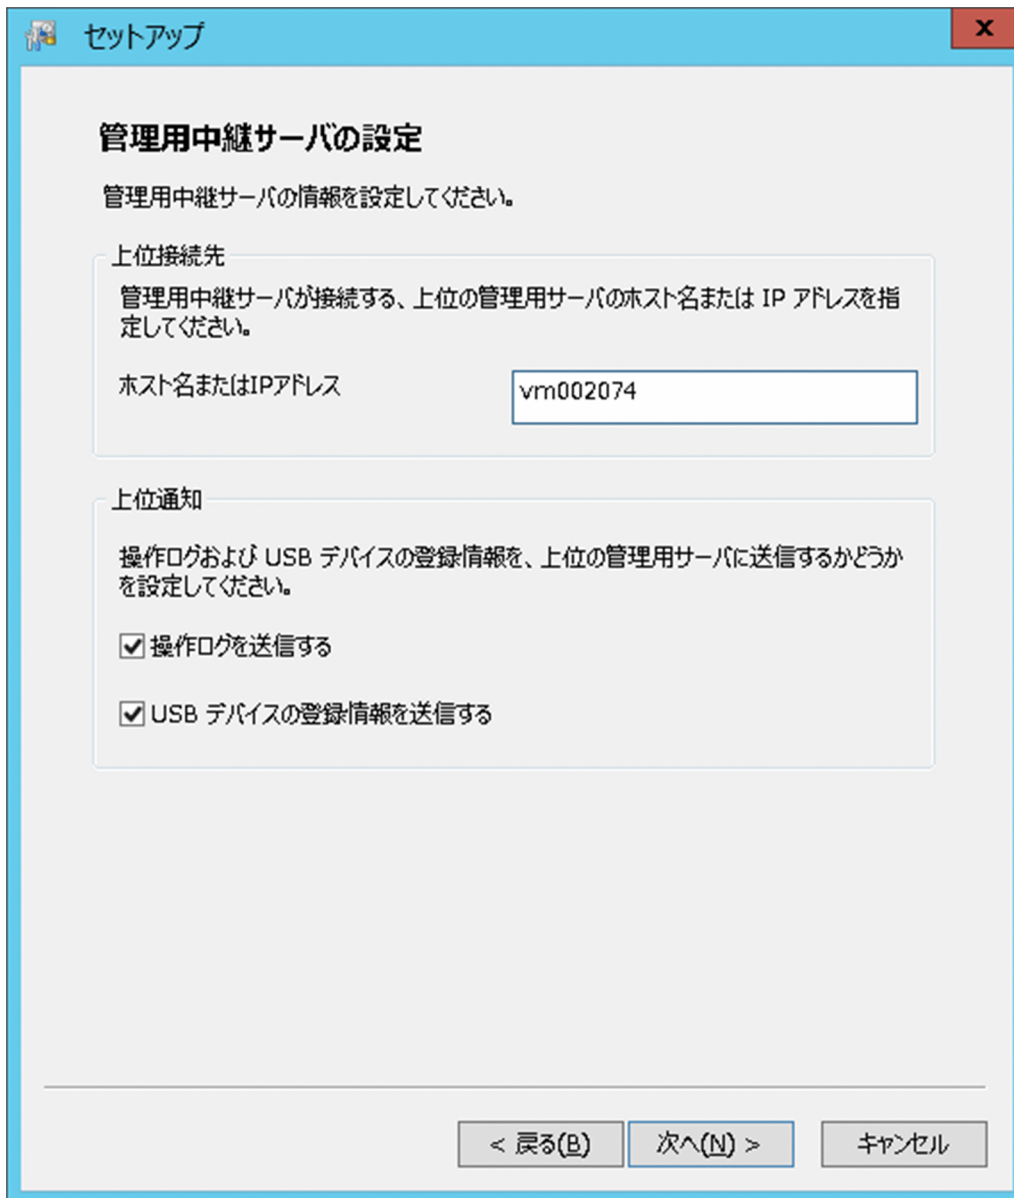 セットアップ
x
管理用中継サーバの設定
管理用中継サーバの情報を設定してください。
上位接続先
管理用中継サーバが接続する、上位の管理用サーバのホスト名または IP アドレスを指
定してください。
ホスト名またはIPアドレス
vm002074
上位通知
操作ログおよび USB デバイスの登録情報を、上位の管理用サーバに送信するかどうか
を設定してください。
操作ログを送信する
USB デバイスの登録情報を送信する
< 戻る(B) 次へ(N) > キャンセル